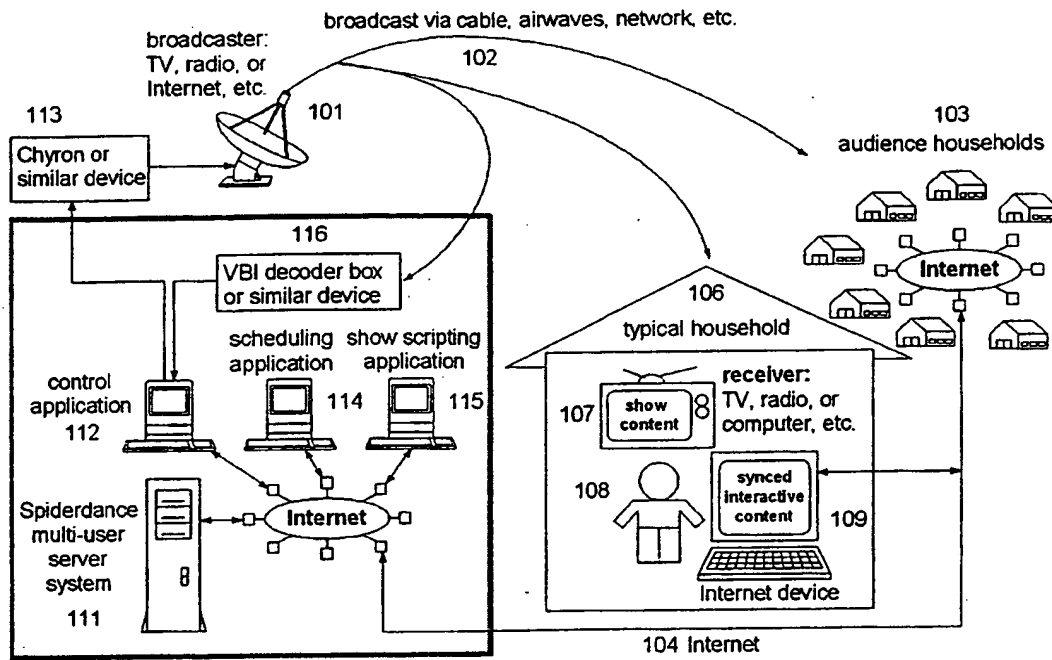 broadcast via cable, airwaves, network, etc.
102
broadcaster:
TV, radio, or
Internet, etc.
101
113
Chyron or
similar device
103
audience households
Internet
116
VBI decoder box
or similar device
106
typical household
scheduling
application
114
show scripting
application
115
control
application
112
receiver:
TV, radio, or
computer, etc.
107
show
content
108
synced
interactive
content
109
Internet device
Spiderdance
multi-user
server
system
111
Internet
104 Internet